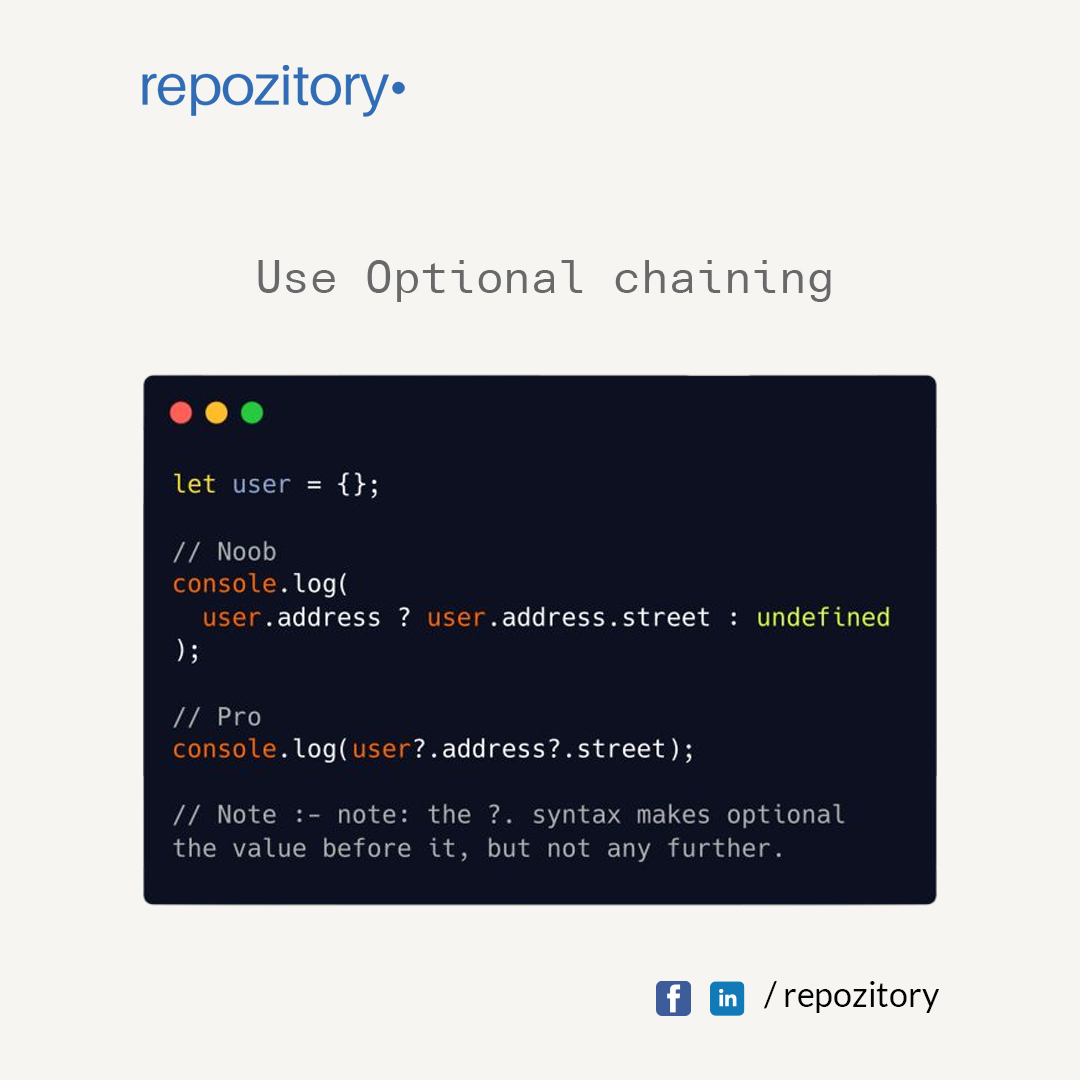 repozitory•
Use Optional chaining
let user = {};
// Noob
console.log(
  user.address ? user.address.street : undefined
);
// Pro
console.log(user?.address?.street);
// Note :- note: the ?. syntax makes optional
the value before it, but not any further.
f in / repozitory